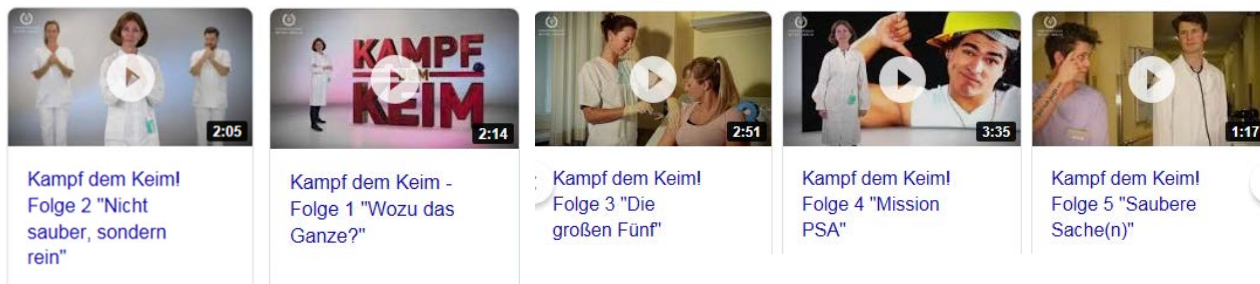 2:05
Kampf dem Keim!
Folge 2 "Nicht
sauber, sondern
rein"
KAMPF
KEIM
2:14
Kampf dem Keim -
Folge 1 "Wozu das
Ganze?"
2:51
Kampf dem Keim!
Folge 3 "Die
großen Fünf"
3:35
Kampf dem Keim!
Folge 4 "Mission
PSA"
1:17
Kampf dem Keim!
Folge 5 "Saubere
Sache(n)"